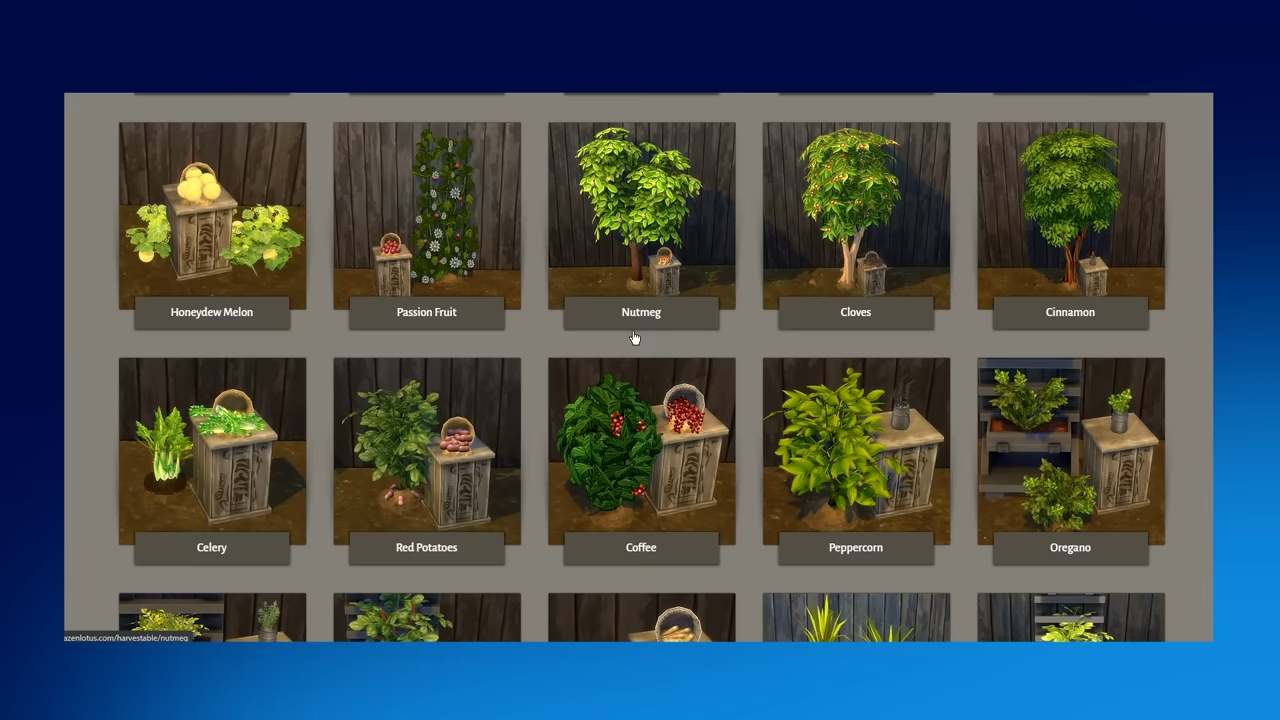 Honeydew Melon
Passion Fruit
Nutmeg
Cloves
Cinnamon
Celery
Red Potatoes
Coffee
Peppercorn
Oregano
azenlotus.com/harvestable/nutmeg